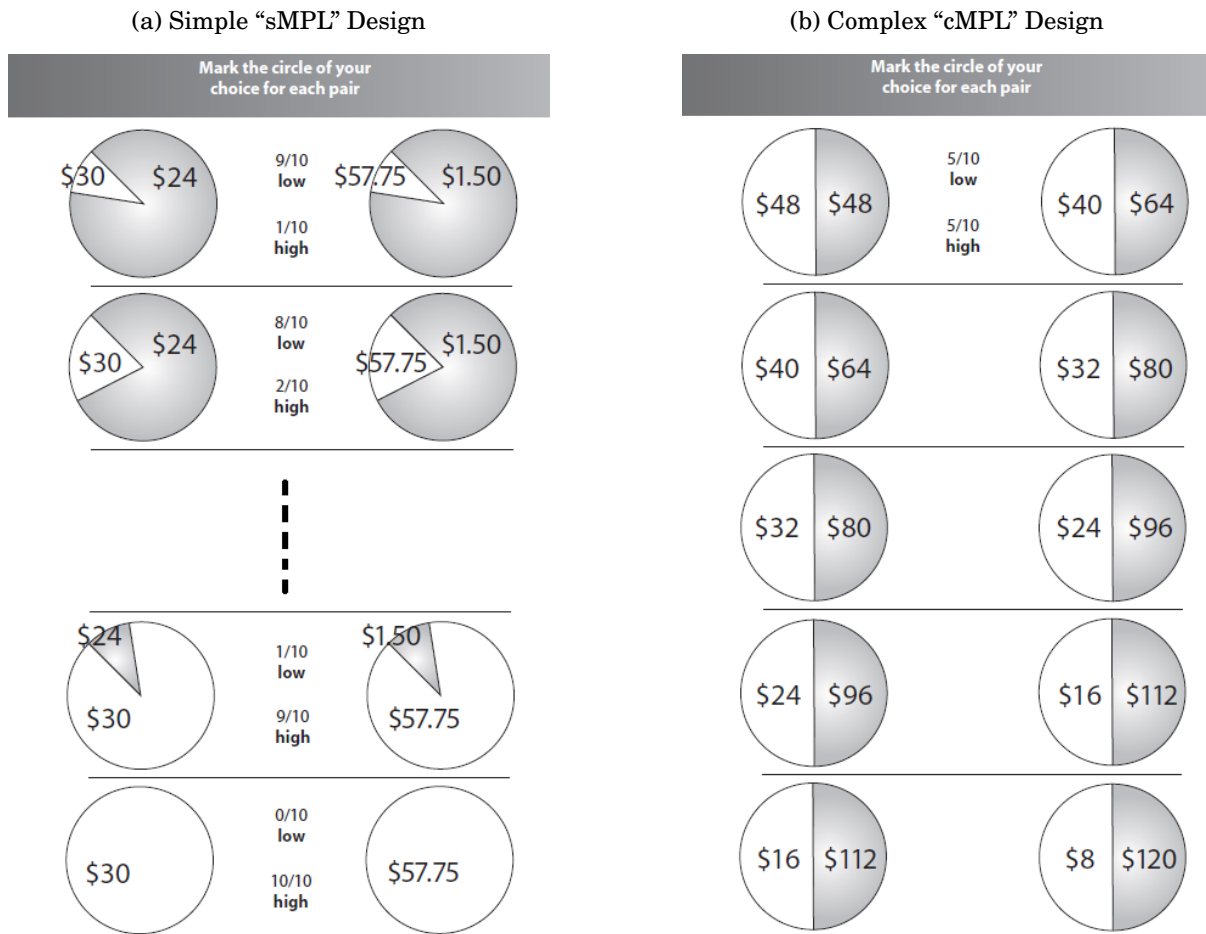 (a) Simple “sMPL” Design
Mark the circle of your
choice for each pair
$30 $24 9/10 $57.75 $1.50
low
1/10
high
$30 $24 8/10 $57.75 $1.50
low
2/10
high
$24 1/10 $1.50
low
$30 9/10 $57.75
high
0/10
low
$30 10/10 $57.75
high
(b) Complex “cMPL” Design
Mark the circle of your
choice for each pair
5/10
low
$48 $48 $40 $64
5/10
high
$40 $64 $32 $80
$32 $80 $24 $96
$24 $96 $16 $112
$16 $112 $8 $120